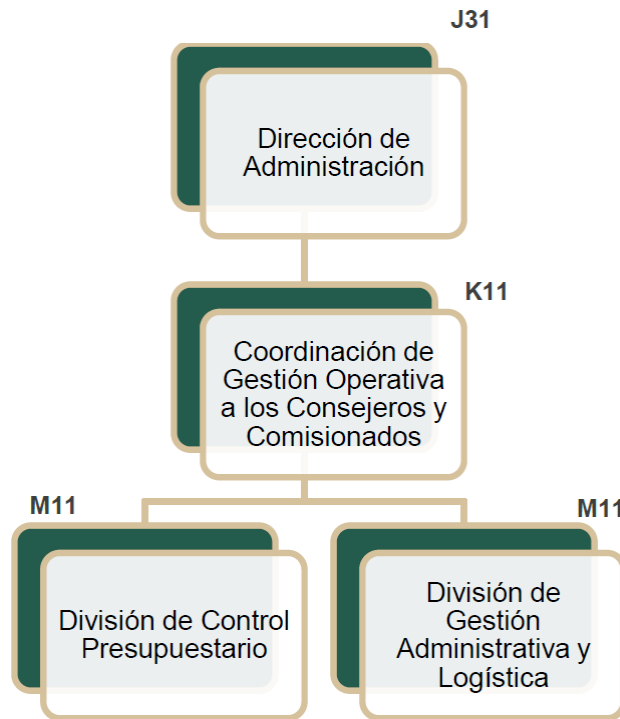 J31
Dirección de
Administración
K11
Coordinación de
Gestión Operativa
a los Consejeros y
Comisionados
M11
División de Control
Presupuestario
M11
División de
Gestión
Administrativa y
Logística